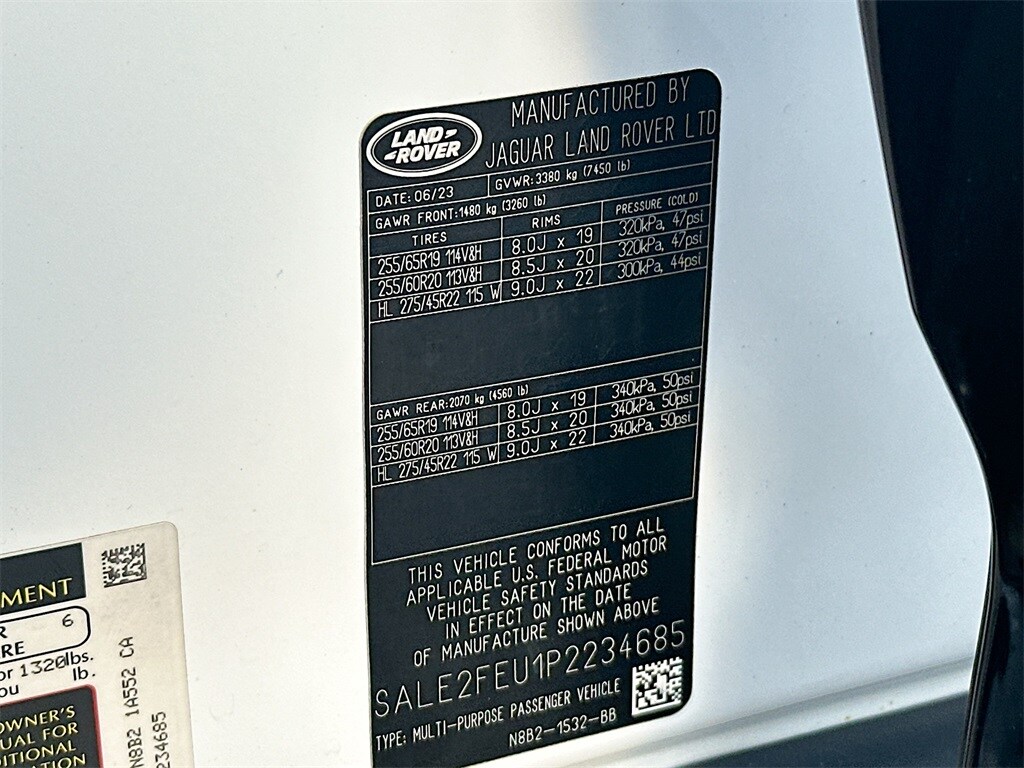 LAND-
-ROVER
MANUFACTURED BY
JAGUAR LAND ROVER LTD
DATE: 06/23 GVWR: 3380 kg (7450 lb)
GAWR FRONT: 1480 kg (3260 lb)
TIRES RIMS PRESSURE (COLD)
255/65R19 114V&H 8.0J x 19 320kPa, 47psi
255/60R20 113V&H 8.5J x 20 320kPa, 47psi
HL 275/45R22 115 W 9.0J x 22 300kPa, 44psi
GAWR REAR: 2070 kg (4560 lb)
255/65R19 114V&H 8.0J x 19 340kPa, 50psi
255/60R20 113V&H 8.5J x 20 340kPa, 50psi
HL 275/45R22 115 W 9.0J x 22 340kPa, 50psi
THIS VEHICLE CONFORMS TO ALL
APPLICABLE U.S. FEDERAL MOTOR
VEHICLE SAFETY STANDARDS
IN EFFECT ON THE DATE
OF MANUFACTURE SHOWN ABOVE
SALE2FEU1P2234685
TYPE: MULTI-PURPOSE PASSENGER VEHICLE
N8B2-1532-BB
MENT
R 6
RE
or 1320lbs.
ou lb.
OWNER'S
UAL FOR
DITIONAL
ATION
N8B2 1A552 CA
234685